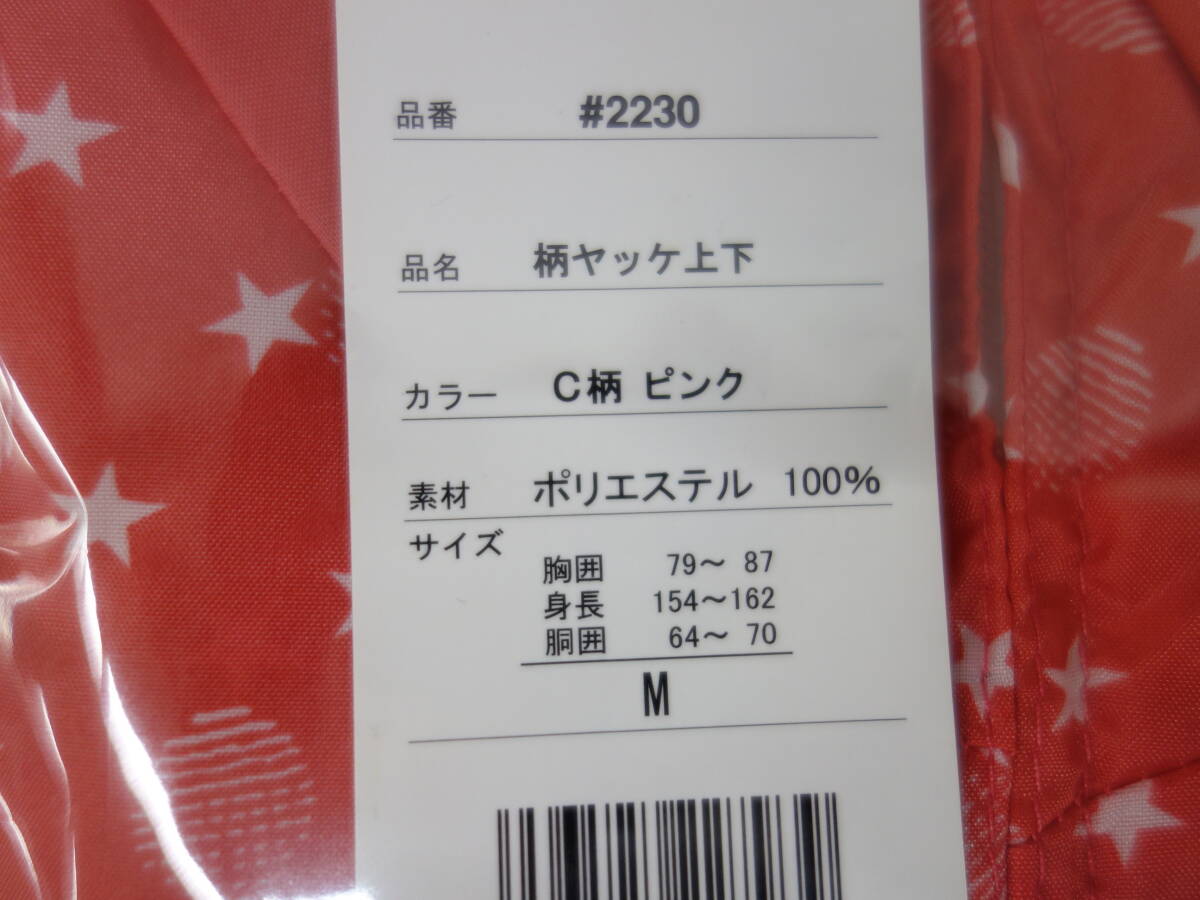 品番 #2230
品名 柄ヤッケ上下
カラー C柄 ピンク
素材 ポリエステル 100%
サイズ
胸囲 79～ 87
身長 154～162
胴囲 64～ 70
M